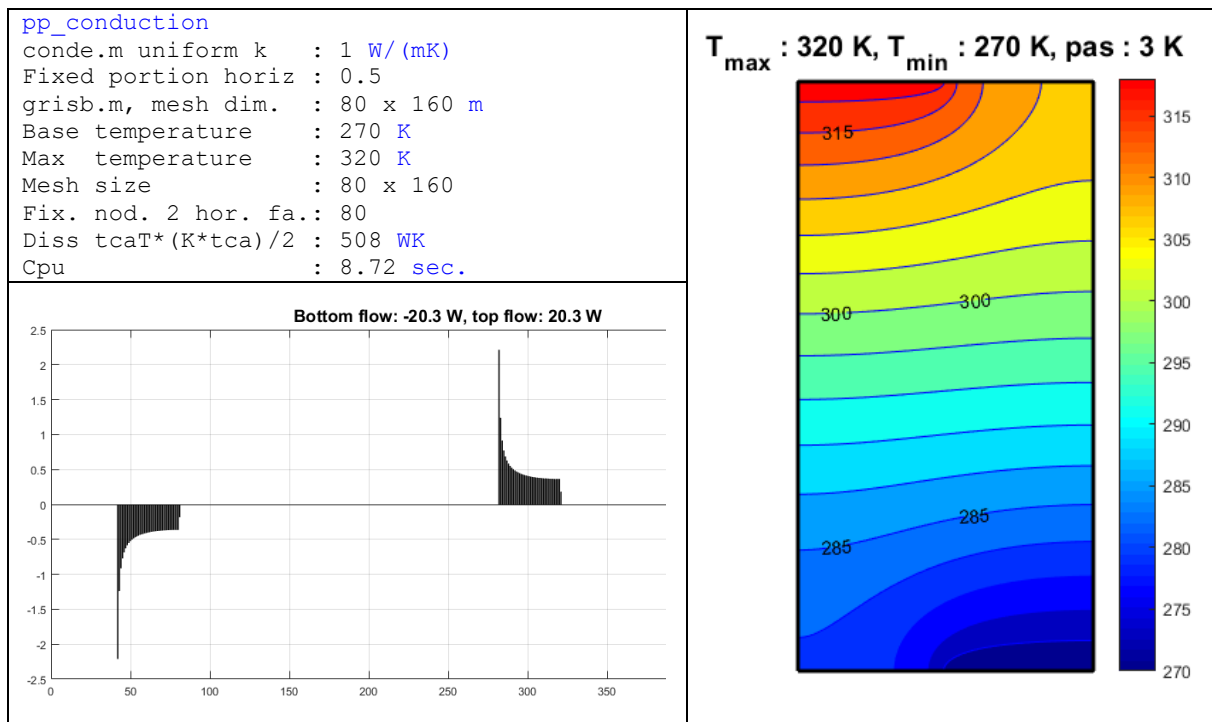 pp_conduction
conde.m uniform k : 1 W/(mK)
Fixed portion horiz : 0.5
grisb.m, mesh dim. : 80 x 160 m
Base temperature : 270 K
Max temperature : 320 K
Mesh size : 80 x 160
Fix. nod. 2 hor. fa.: 80
Diss tcaT*(K*tca)/2 : 508 WK
Cpu : 8.72 sec.
Bottom flow: -20.3 W, top flow: 20.3 W
2.5
2
1.5
1
0.5
0
-0.5
-1
-1.5
-2
-2.5
0 50 100 150 200 250 300 350
Tmax : 320 K, Tmin : 270 K, pas : 3 K
315
300
300
285
285
315
310
305
300
295
290
285
280
275
270